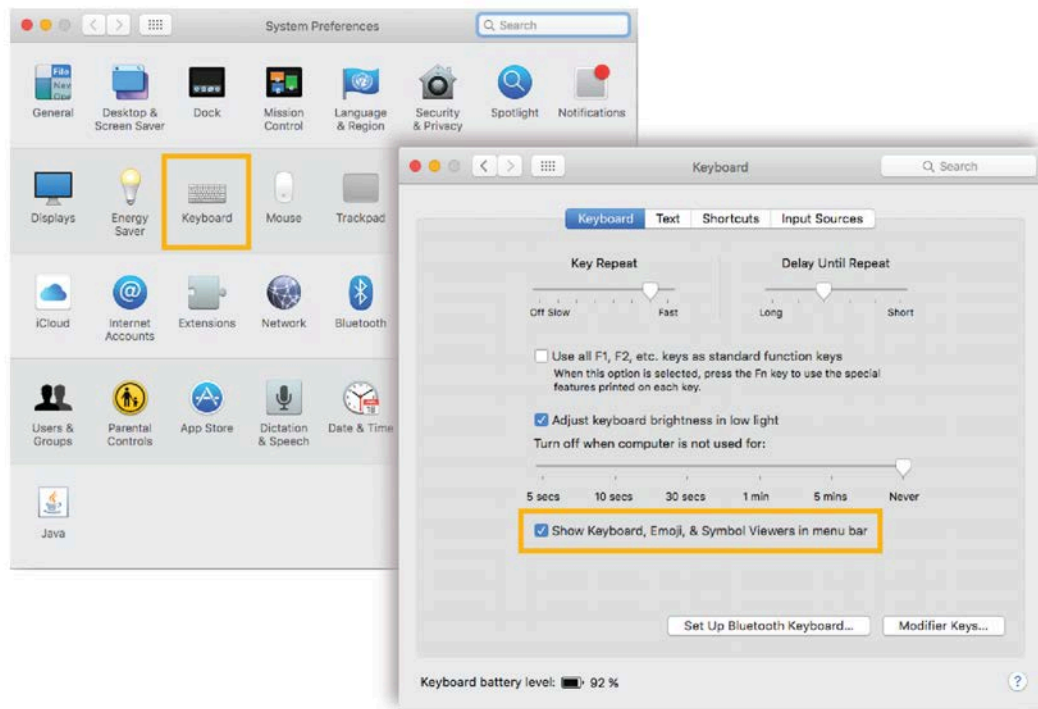 System Preferences
Search
File
New
General
Desktop &
Screen Saver
Dock
Mission
Control
Language
& Region
Security
& Privacy
Spotlight
Notifications
Displays
Energy
Saver
Keyboard
Mouse
Trackpad
iCloud
Internet
Accounts
Extensions
Network
Bluetooth
Users &
Groups
Parental
Controls
App Store
Dictation
& Speech
Date & Time
18
Java
Keyboard
Search
Keyboard Text Shortcuts Input Sources
Key Repeat
Off Slow Fast
Delay Until Repeat
Long Short
Use all F1, F2, etc. keys as standard function keys
When this option is selected, press the Fn key to use the special
features printed on each key.
Adjust keyboard brightness in low light
Turn off when computer is not used for:
5 secs 10 secs 30 secs 1 min 5 mins Never
Show Keyboard, Emoji, & Symbol Viewers in menu bar
Set Up Bluetooth Keyboard... Modifier Keys...
Keyboard battery level: 92 %
?